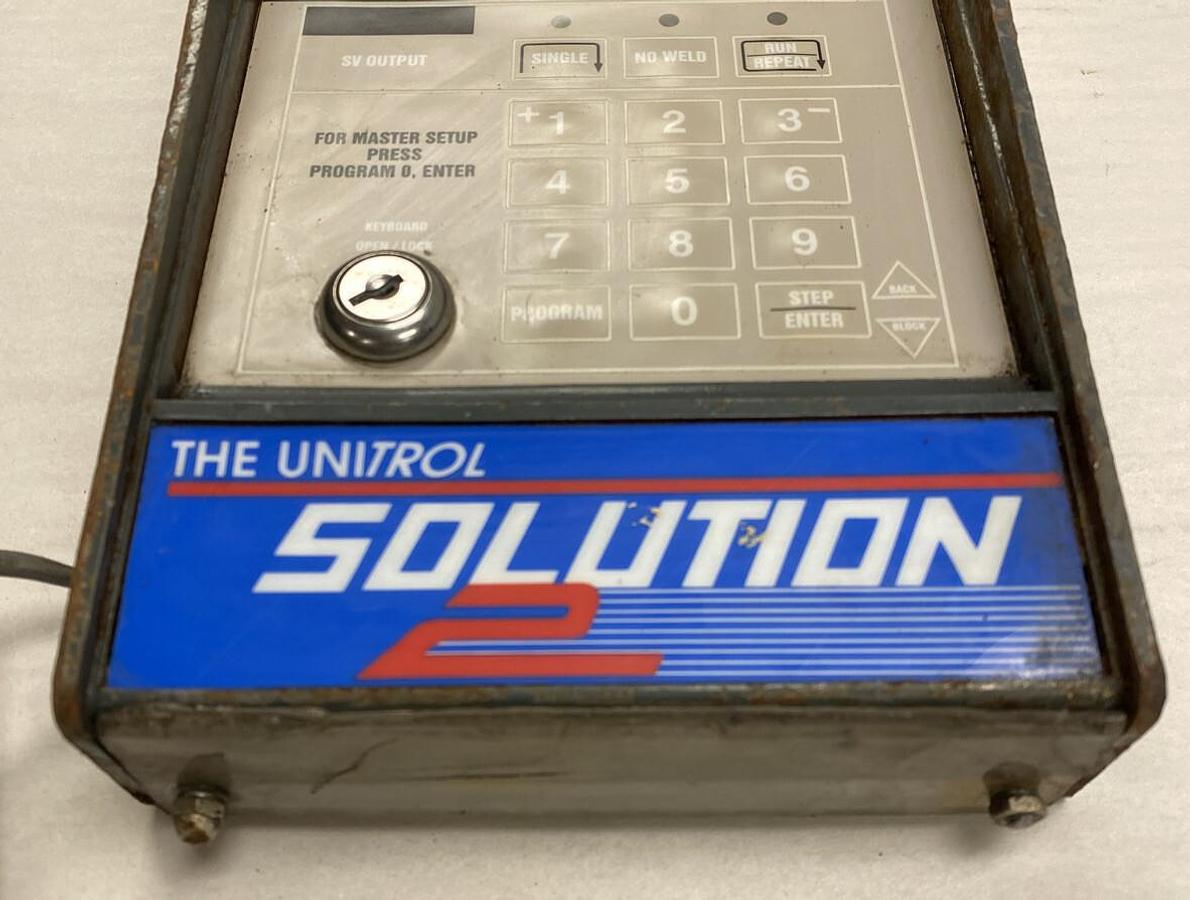 SV OUTPUT
SINGLE
NO WELD
RUN
REPEAT
FOR MASTER SETUP
PRESS
PROGRAM 0, ENTER
+1
2
3−
4
5
6
KEYBOARD
OPEN / LOCK
7
8
9
PROGRAM
0
STEP
ENTER
BACK
BLOCK
THE UNITROL
SOLUTION
2